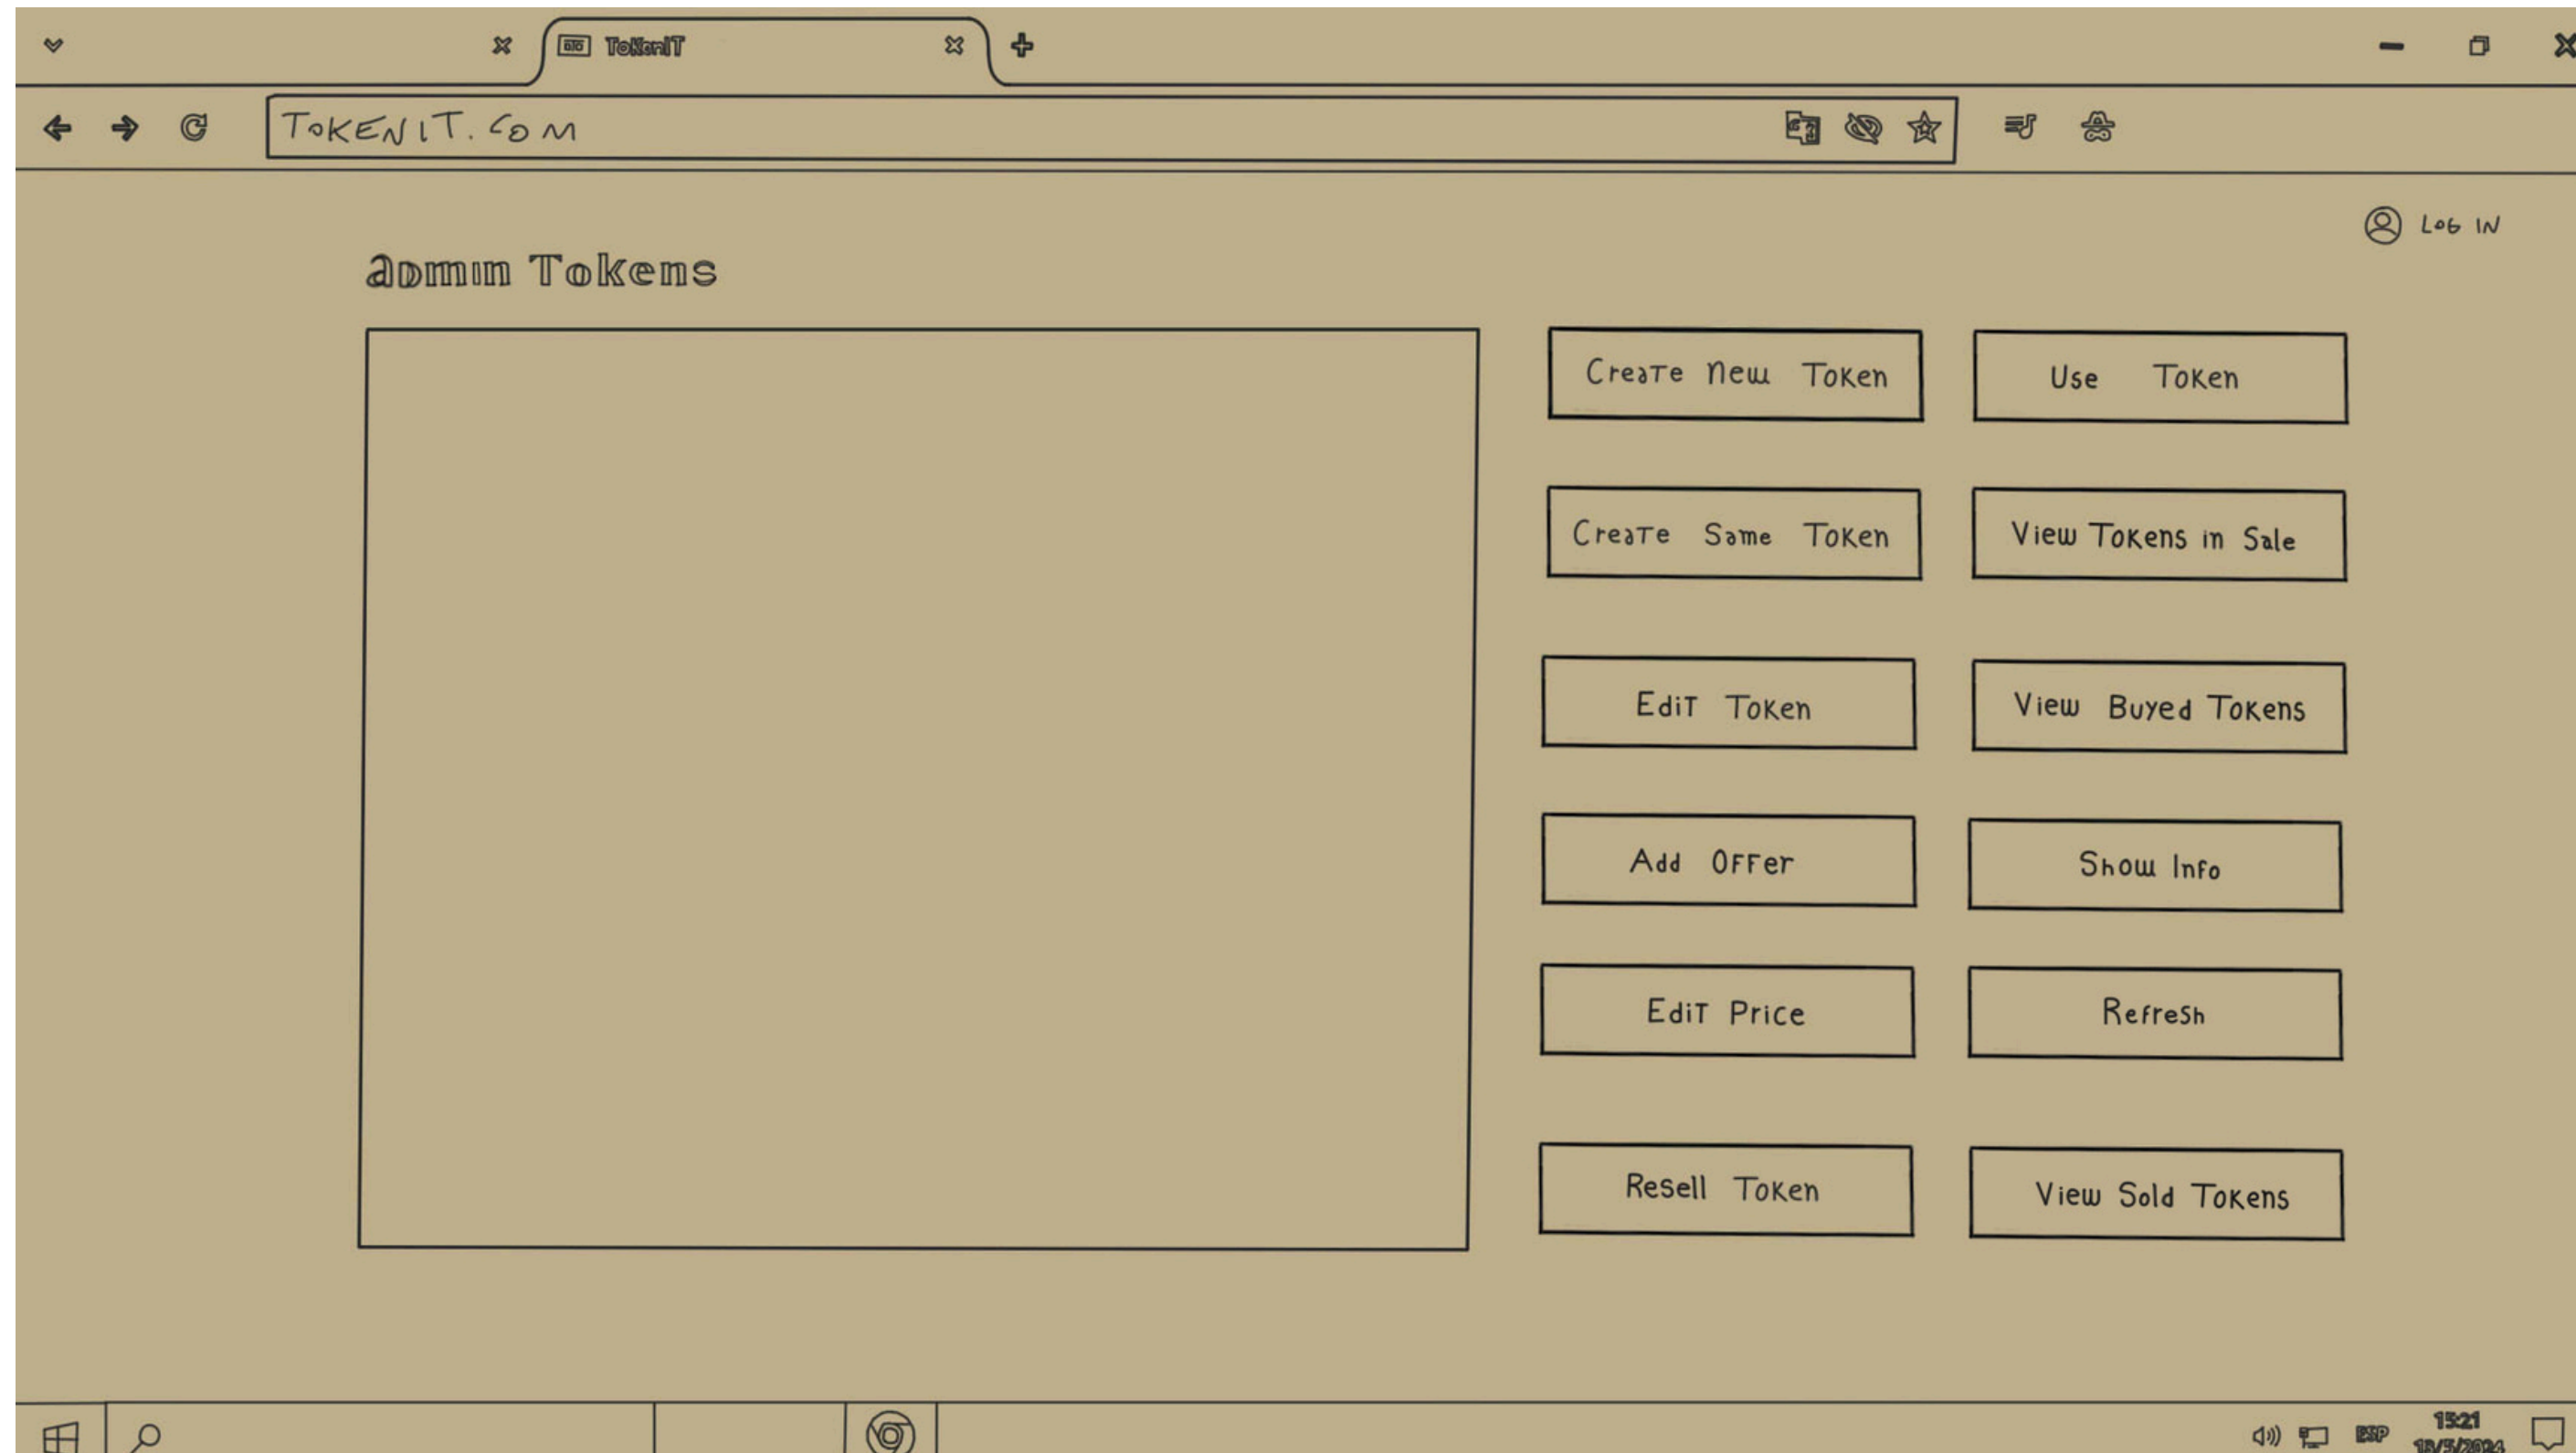 TokenIT
TOKENIT.COM
LOG IN
admin Tokens
Create New Token
Use Token
Create Same Token
View Tokens in Sale
Edit Token
View Buyed Tokens
Add Offer
Show Info
Edit Price
Refresh
Resell Token
View Sold Tokens
ESP
15:21